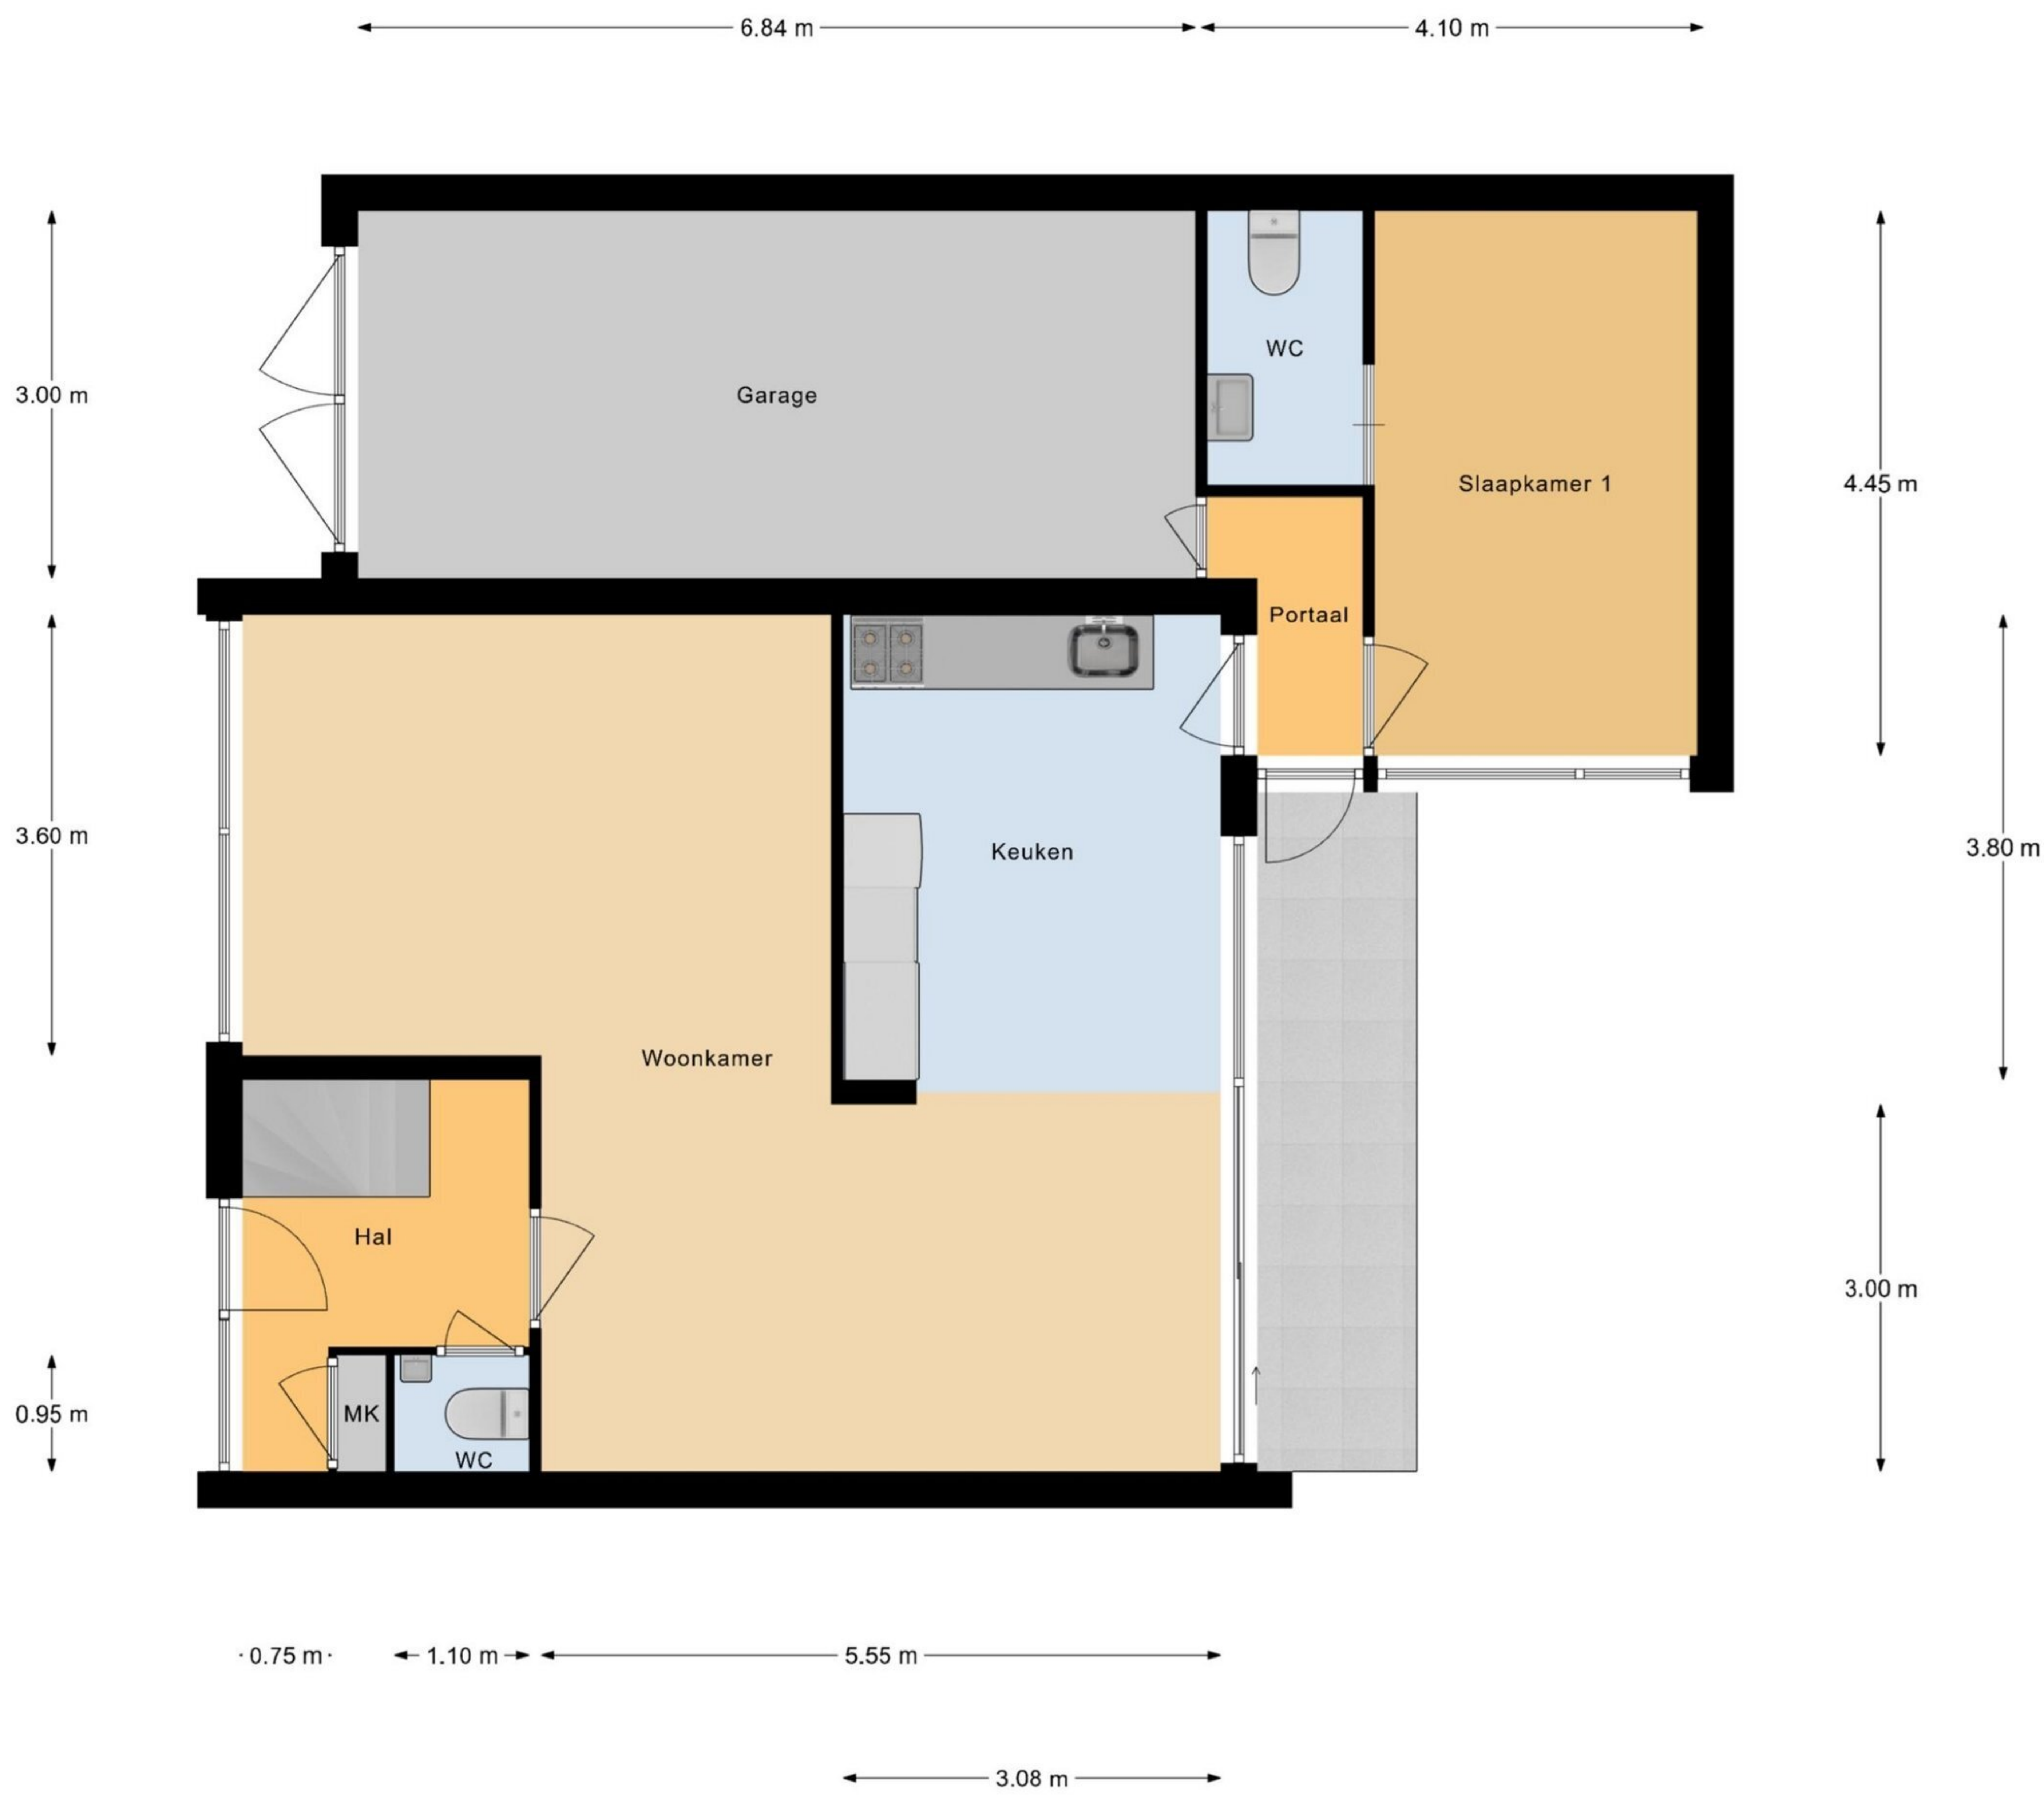 6.84 m
4.10 m
3.00 m
Garage
WC
Slaapkamer 1
4.45 m
Portaal
3.60 m
Keuken
3.80 m
Woonkamer
Hal
3.00 m
0.95 m
MK
WC
0.75 m
1.10 m
5.55 m
3.08 m